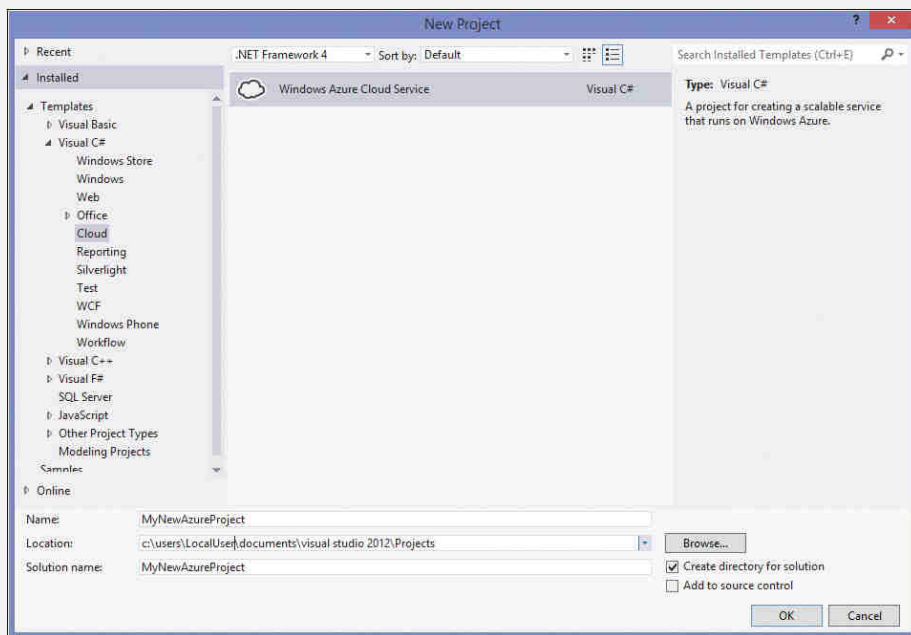 New Project
?
Recent
Installed
Templates
Visual Basic
Visual C#
Windows Store
Windows
Web
Office
Cloud
Reporting
Silverlight
Test
WCF
Windows Phone
Workflow
Visual C++
Visual F#
SQL Server
JavaScript
Other Project Types
Modeling Projects
Samples
Online
.NET Framework 4
Sort by: Default
Windows Azure Cloud Service Visual C#
Search Installed Templates (Ctrl+E)
Type: Visual C#
A project for creating a scalable service
that runs on Windows Azure.
Name: MyNewAzureProject
Location: c:\users\LocalUser\documents\visual studio 2012\Projects
Browse...
Solution name: MyNewAzureProject
Create directory for solution
Add to source control
OK Cancel